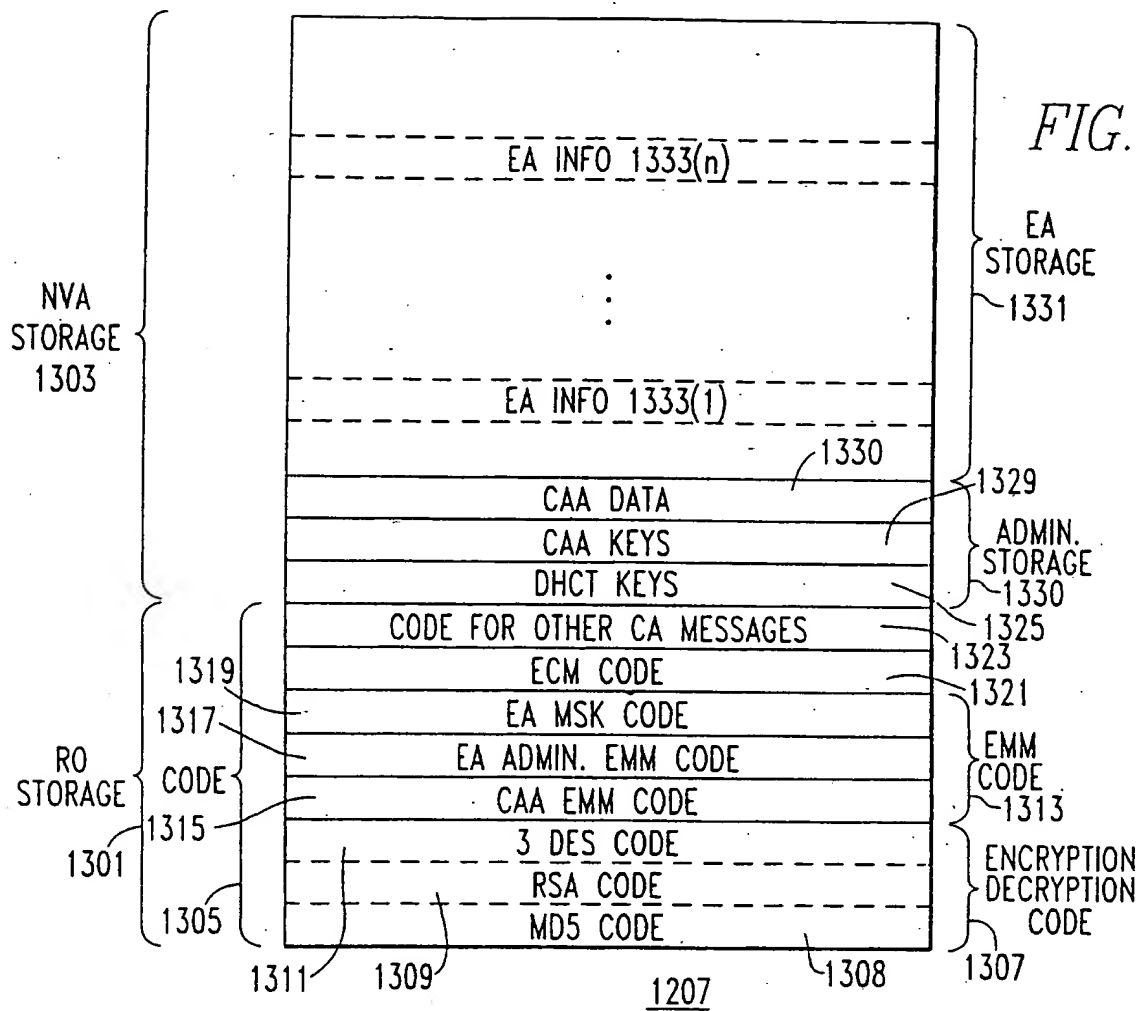 FIG.
EA INFO 1333(n)
EA
STORAGE
1331
NVA
STORAGE
1303
EA INFO 1333(1)
1330
CAA DATA
1329
CAA KEYS
ADMIN.
STORAGE
1330
DHCT KEYS
1325
CODE FOR OTHER CA MESSAGES
1323
1319
ECM CODE
1321
EA MSK CODE
1317
EA ADMIN. EMM CODE
EMM
CODE
1313
RO
STORAGE
1301
CODE
1315
CAA EMM CODE
3 DES CODE
ENCRYPTION
DECRYPTION
CODE
1305
RSA CODE
MD5 CODE
1311
1309
1308
1307
1207